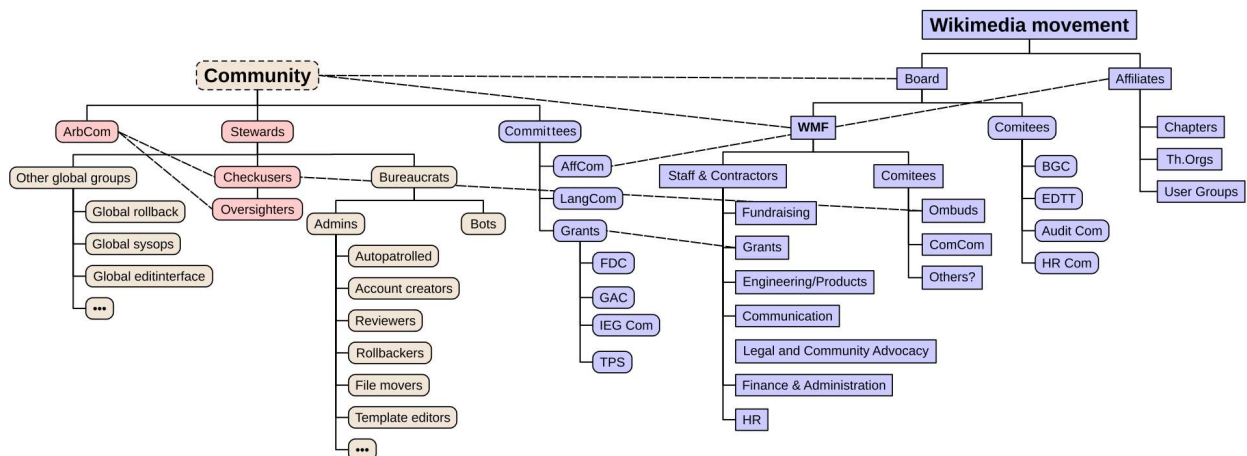 Wikimedia movement
Community
Board
Affiliates
ArbCom
Stewards
Committees
WMF
Comitees
Chapters
Th.Orgs
User Groups
Other global groups
Checkusers
Bureaucrats
AffCom
Staff & Contractors
Comitees
BGC
Global rollback
Oversighters
LangCom
Fundraising
Ombuds
EDTT
Global sysops
Admins
Bots
Grants
Grants
ComCom
Audit Com
Global editinterface
Autopatrolled
FDC
Engineering/Products
Others?
HR Com
•••
Account creators
GAC
Communication
Reviewers
IEG Com
Legal and Community Advocacy
Rollbackers
TPS
Finance & Administration
File movers
HR
Template editors
•••